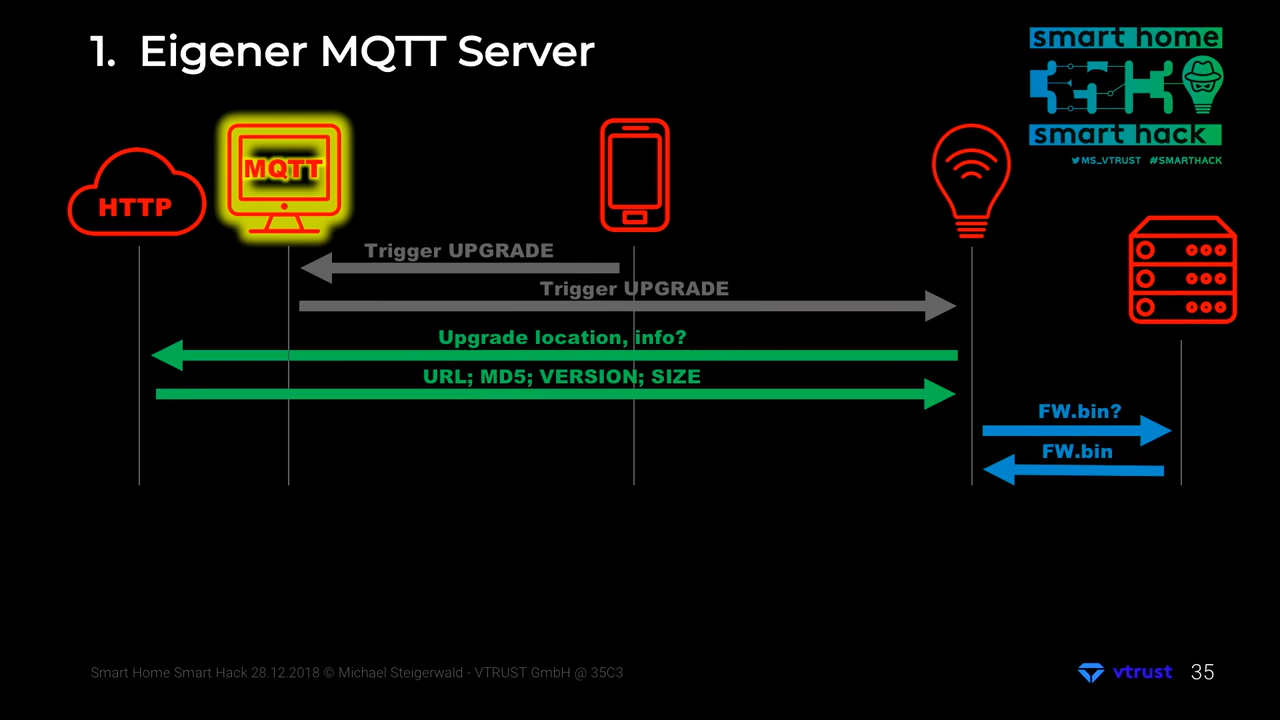 1. Eigener MQTT Server
smart home
smart hack
MS_VTRUST #SMARTHACK
HTTP
MQTT
Trigger UPGRADE
Trigger UPGRADE
Upgrade location, info?
URL; MD5; VERSION; SIZE
FW.bin?
FW.bin
Smart Home Smart Hack 28.12.2018 © Michael Steigerwald - VTRUST GmbH @ 35C3
vtrust
35